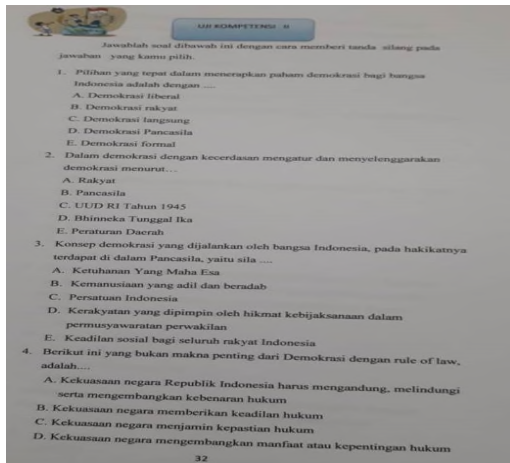 UJI KOMPETENSI II
Jawablah soal dibawah ini dengan cara memberi tanda silang pada
jawaban yang kamu pilih.
1. Pilihan yang tepat dalam menerapkan paham demokrasi bagi bangsa
Indonesia adalah dengan ....
A. Demokrasi liberal
B. Demokrasi rakyat
C. Demokrasi langsung
D. Demokrasi Pancasila
E. Demokrasi formal
2. Dalam demokrasi dengan kecerdasan mengatur dan menyelenggarakan
demokrasi menurut...
A. Rakyat
B. Pancasila
C. UUD RI Tahun 1945
D. Bhinneka Tunggal Ika
E. Peraturan Daerah
3. Konsep demokrasi yang dijalankan oleh bangsa Indonesia, pada hakikatnya
terdapat di dalam Pancasila, yaitu sila ....
A. Ketuhanan Yang Maha Esa
B. Kemanusiaan yang adil dan beradab
C. Persatuan Indonesia
D. Kerakyatan yang dipimpin oleh hikmat kebijaksanaan dalam
permusyawaratan perwakilan
E. Keadilan sosial bagi seluruh rakyat Indonesia
4. Berikut ini yang bukan makna penting dari Demokrasi dengan rule of law,
adalah....
A. Kekuasaan negara Republik Indonesia harus mengandung, melindungi
serta mengembangkan kebenaran hukum
B. Kekuasaan negara memberikan keadilan hukum
C. Kekuasaan negara menjamin kepastian hukum
D. Kekuasaan negara mengembangkan manfaat atau kepentingan hukum
32